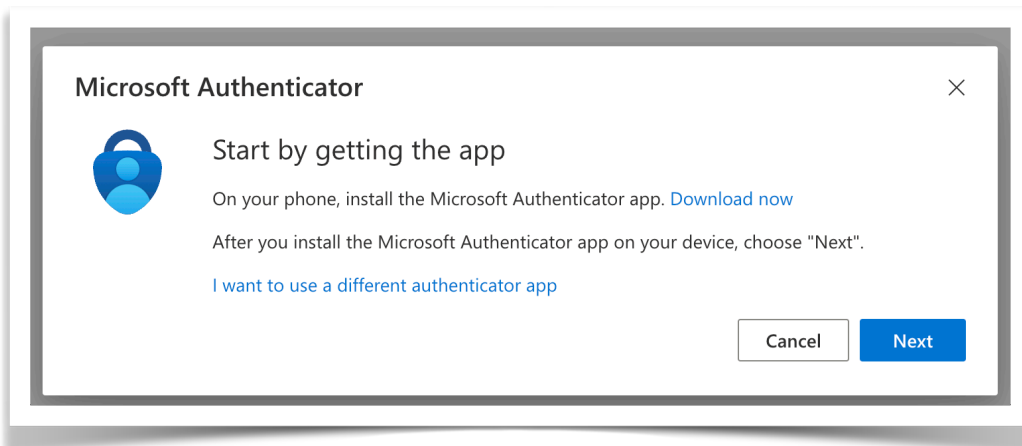 Microsoft Authenticator
Start by getting the app
On your phone, install the Microsoft Authenticator app. Download now
After you install the Microsoft Authenticator app on your device, choose "Next".
I want to use a different authenticator app
Cancel Next